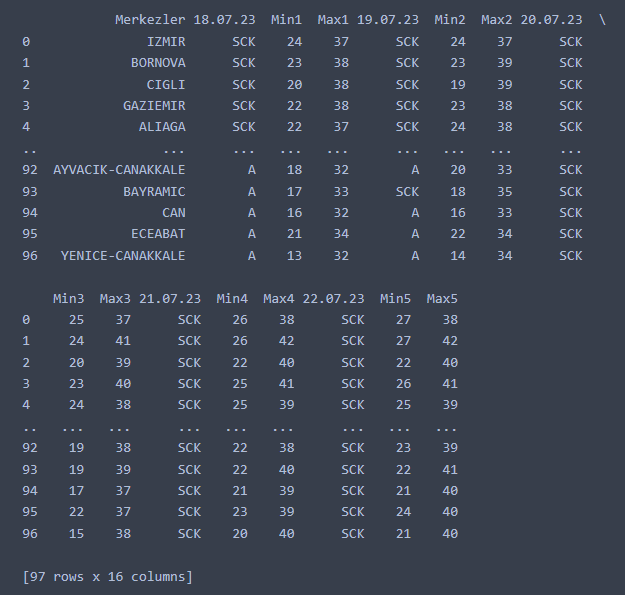 Merkezler 18.07.23 Min1 Max1 19.07.23 Min2 Max2 20.07.23 \
0 IZMIR SCK 24 37 SCK 24 37 SCK
1 BORNOVA SCK 23 38 SCK 23 39 SCK
2 CIGLI SCK 20 38 SCK 19 39 SCK
3 GAZIEMIR SCK 22 38 SCK 23 38 SCK
4 ALIAGA SCK 22 37 SCK 24 38 SCK
.. ... ... ... ... ... ... ... ...
92 AYVACIK-CANAKKALE A 18 32 A 20 33 SCK
93 BAYRAMIC A 17 33 SCK 18 35 SCK
94 CAN A 16 32 A 16 33 SCK
95 ECEABAT A 21 34 A 22 34 SCK
96 YENICE-CANAKKALE A 13 32 A 14 34 SCK
Min3 Max3 21.07.23 Min4 Max4 22.07.23 Min5 Max5
0 25 37 SCK 26 38 SCK 27 38
1 24 41 SCK 26 42 SCK 27 42
2 20 39 SCK 22 40 SCK 22 40
3 23 40 SCK 25 41 SCK 26 41
4 24 38 SCK 25 39 SCK 25 39
.. ... ... ... ... ... ... ... ...
92 19 38 SCK 22 38 SCK 23 39
93 19 39 SCK 22 40 SCK 22 41
94 17 37 SCK 21 39 SCK 21 40
95 22 37 SCK 23 39 SCK 24 40
96 15 38 SCK 20 40 SCK 21 40
[97 rows x 16 columns]